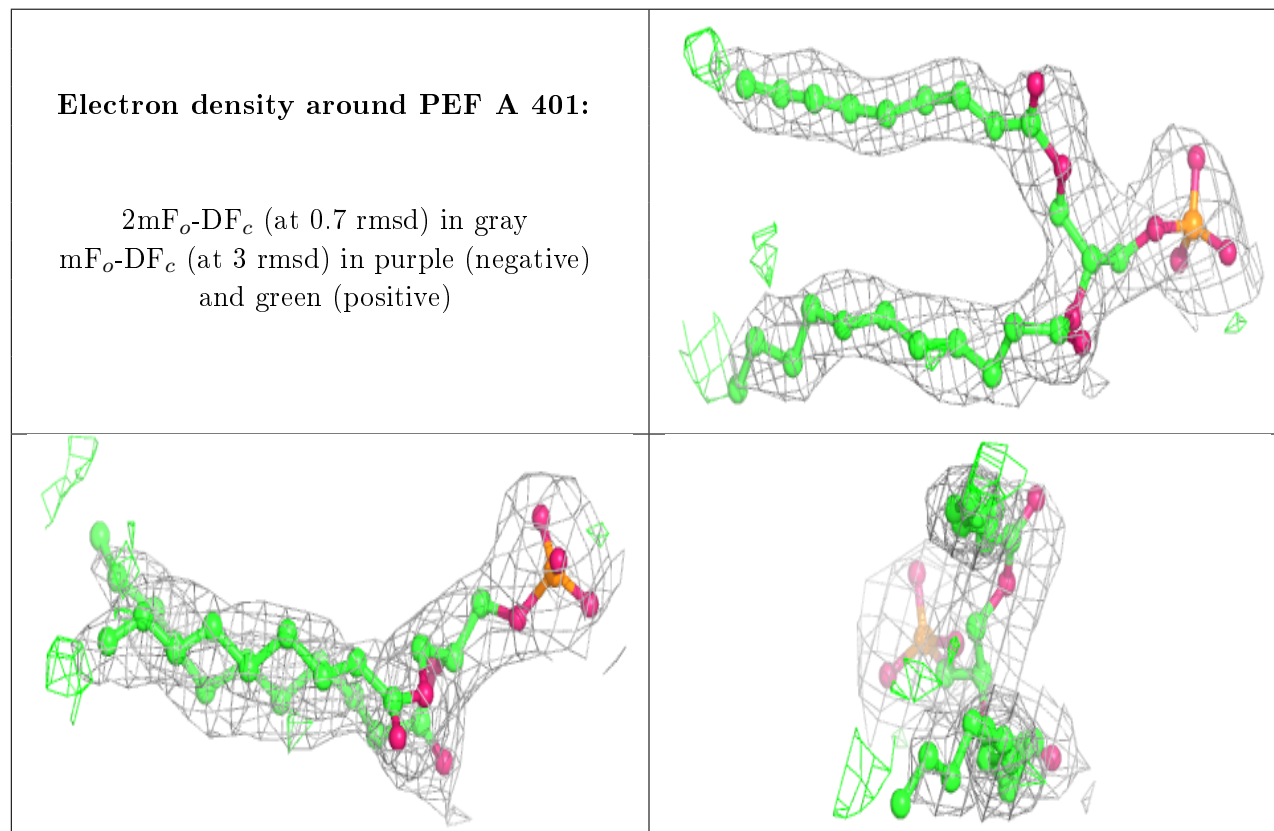 Electron density around PEF A 401:
2mFₒ-DF𝑐 (at 0.7 rmsd) in gray
mFₒ-DF𝑐 (at 3 rmsd) in purple (negative)
and green (positive)